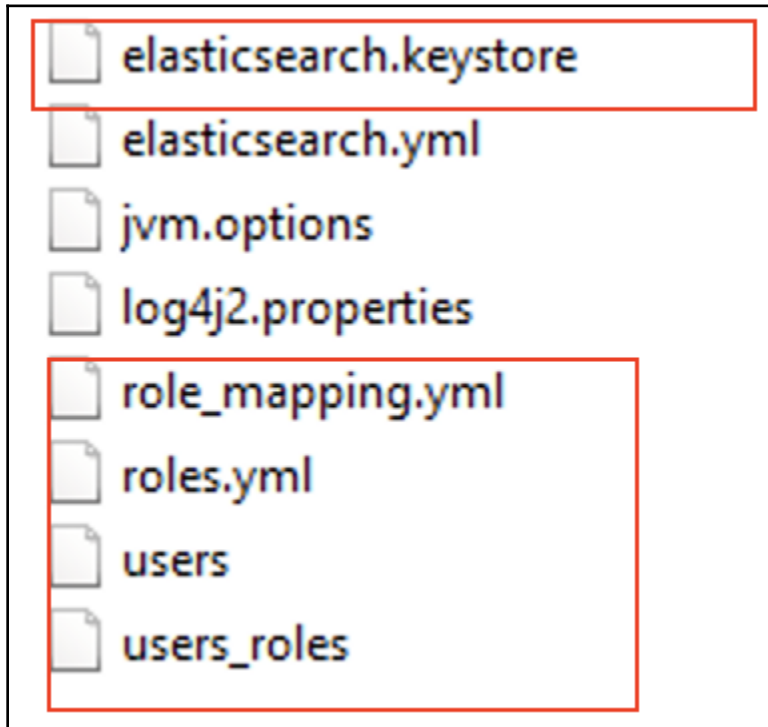 elasticsearch.keystore
elasticsearch.yml
jvm.options
log4j2.properties
role_mapping.yml
roles.yml
users
users_roles